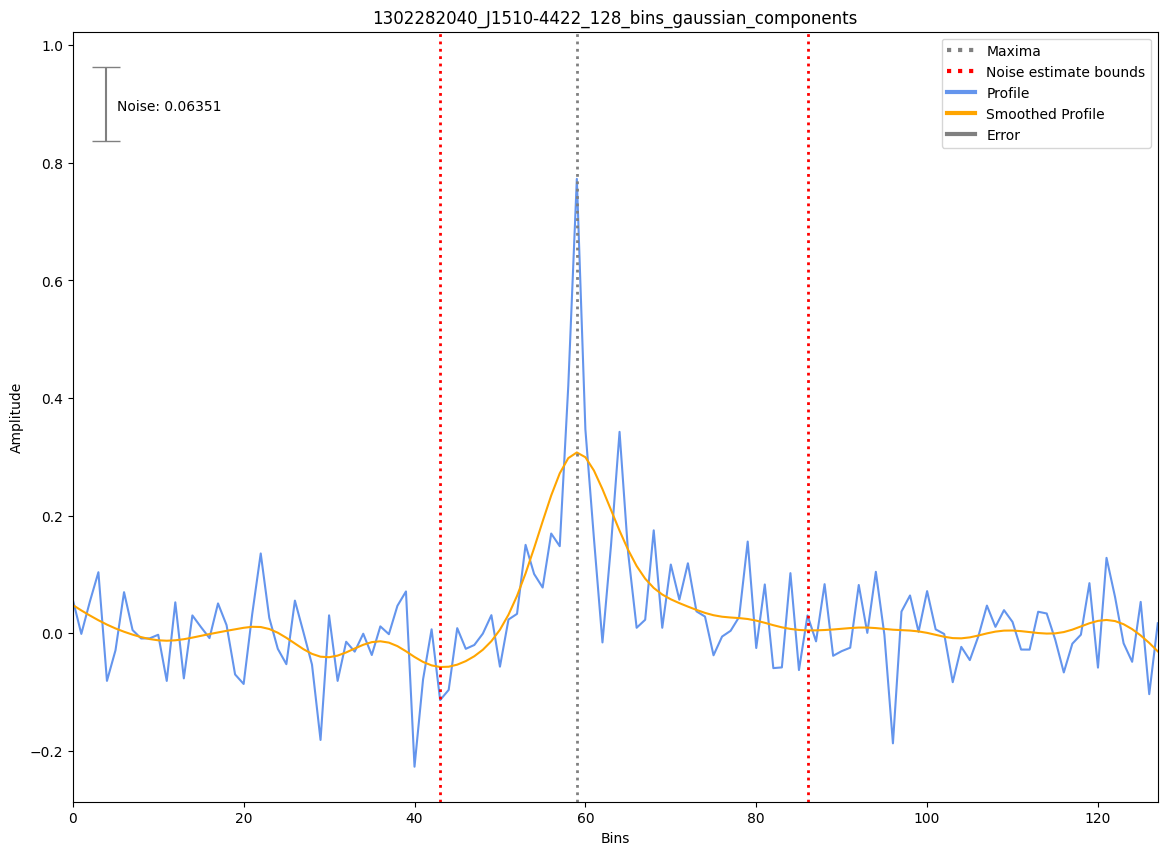 1302282040_J1510-4422_128_bins_gaussian_components
1.0
0.8
0.6
0.4
0.2
0.0
−0.2
Amplitude
Noise: 0.06351
Maxima
Noise estimate bounds
Profile
Smoothed Profile
Error
0 20 40 60 80 100 120
Bins